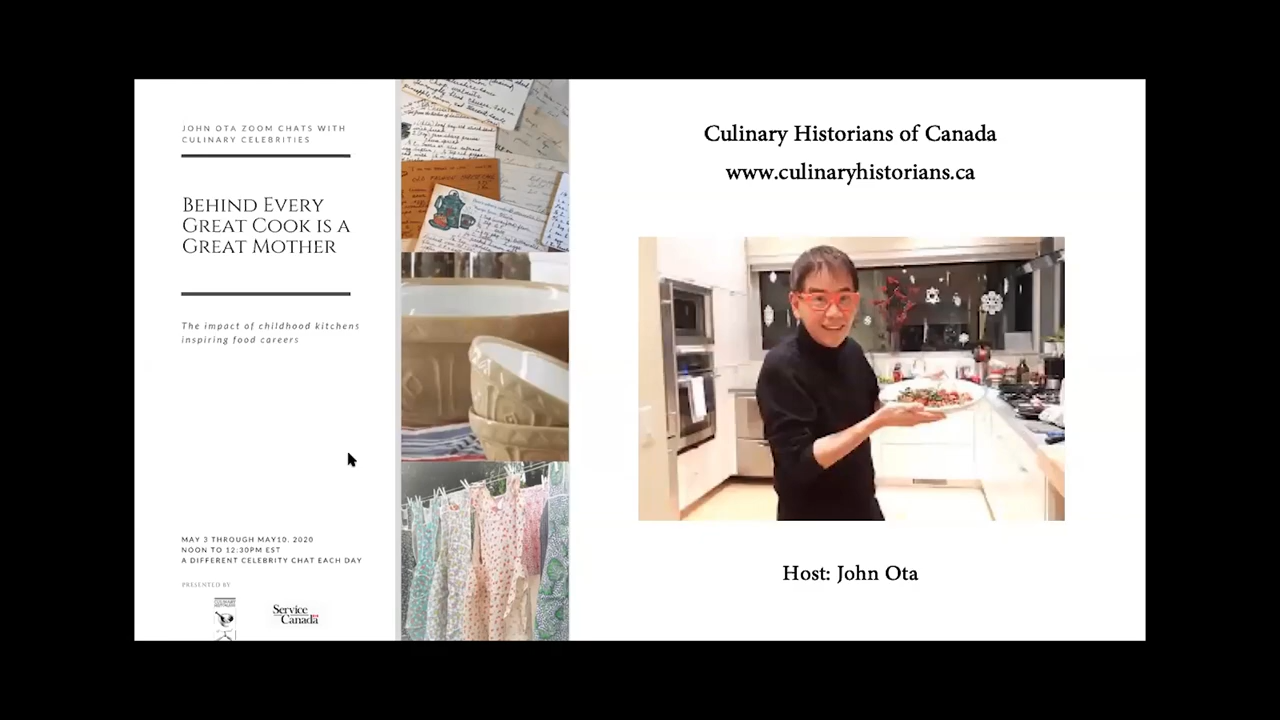 JOHN OTA ZOOM CHATS WITH
CULINARY CELEBRITIES
BEHIND EVERY
GREAT COOK IS A
GREAT MOTHER
The impact of childhood kitchens
inspiring food careers
MAY 3 THROUGH MAY10, 2020
NOON TO 12:30PM EST
A DIFFERENT CELEBRITY CHAT EACH DAY
PRESENTED BY
Service
Canada
Culinary Historians of Canada
www.culinaryhistorians.ca
Host: John Ota